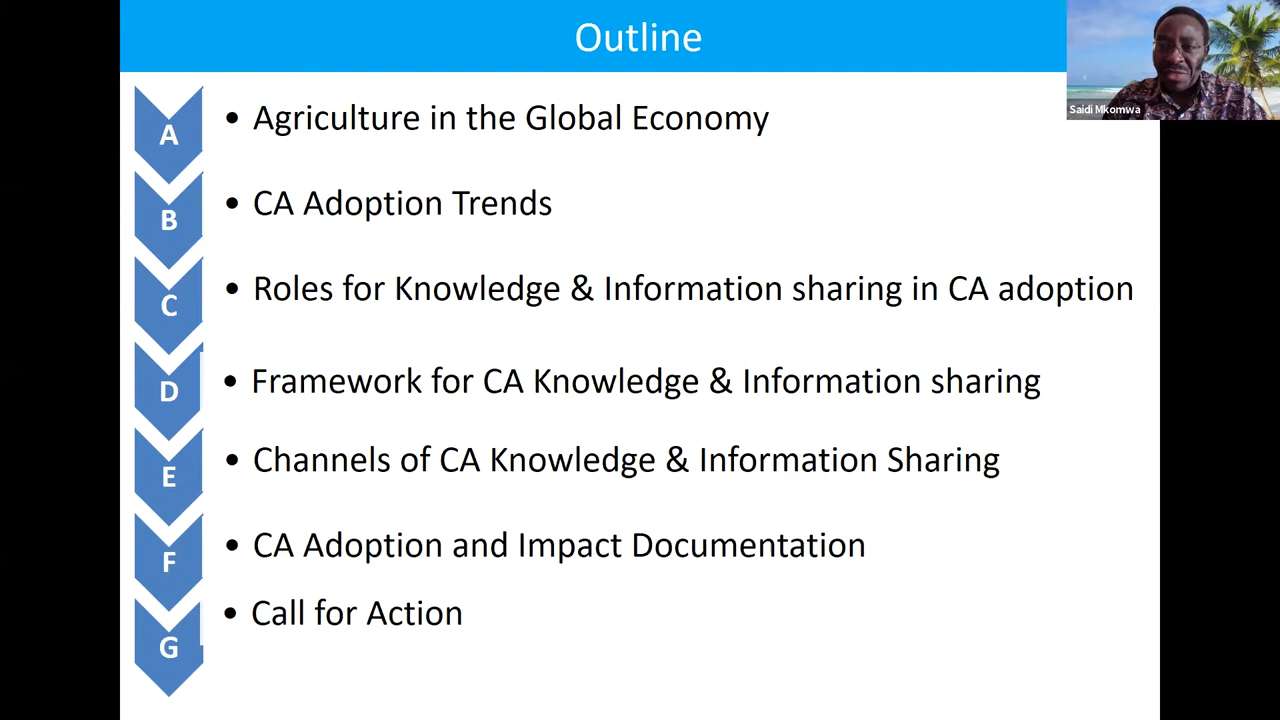 Outline
Saidi Mkomwa
A
• Agriculture in the Global Economy
B
• CA Adoption Trends
C
• Roles for Knowledge & Information sharing in CA adoption
D
• Framework for CA Knowledge & Information sharing
E
• Channels of CA Knowledge & Information Sharing
F
• CA Adoption and Impact Documentation
G
• Call for Action